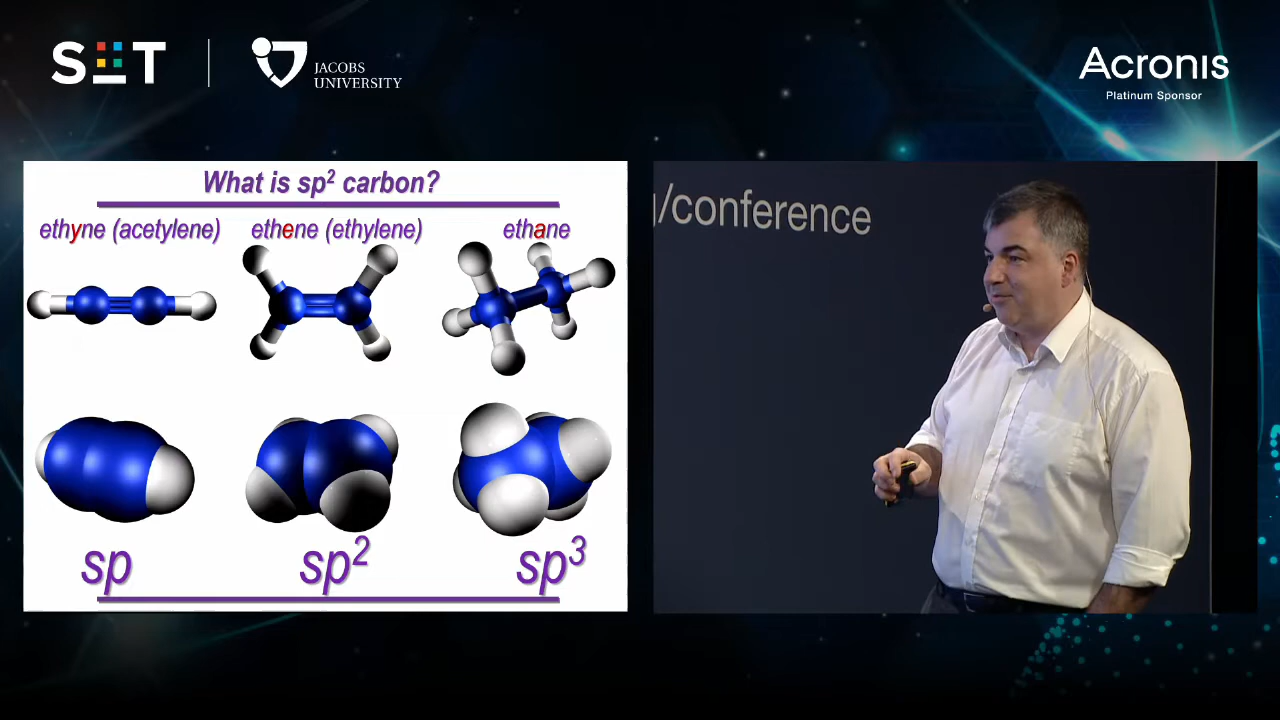 SET
JACOBS
UNIVERSITY
Acronis
Platinum Sponsor
What is sp² carbon?
ethyne (acetylene)
ethene (ethylene)
ethane
sp
sp²
sp³
/conference